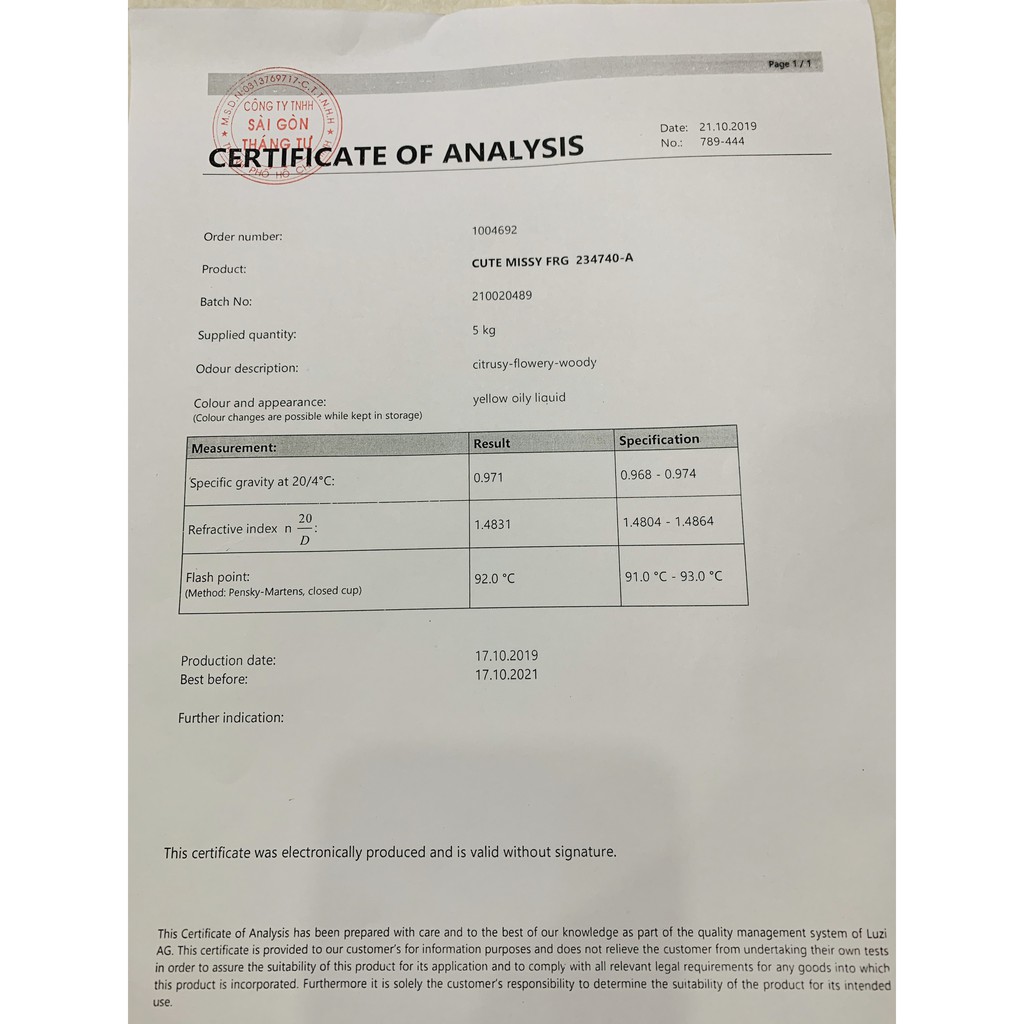 Page 1 / 1
M.S.D.N:0313769717-C.T.T.N.H.H
CÔNG TY TNHH
SÀI GÒN
THÁNG TƯ
PHỐ HỒ
CERTIFICATE OF ANALYSIS
Date: 21.10.2019
No.: 789-444
Order number: 1004692
Product: CUTE MISSY FRG 234740-A
Batch No: 210020489
Supplied quantity: 5 kg
Odour description: citrusy-flowery-woody
Colour and appearance: yellow oily liquid
(Colour changes are possible while kept in storage)
Measurement: Result Specification
Specific gravity at 20/4°C: 0.971 0.968 - 0.974
Refractive index n 20/D : 1.4831 1.4804 - 1.4864
Flash point: 92.0 °C 91.0 °C - 93.0 °C
(Method: Pensky-Martens, closed cup)
Production date: 17.10.2019
Best before: 17.10.2021
Further indication:
This certificate was electronically produced and is valid without signature.
This Certificate of Analysis has been prepared with care and to the best of our knowledge as part of the quality management system of Luzi
AG. This certificate is provided to our customer's for information purposes and does not relieve the customer from undertaking their own tests
in order to assure the suitability of this product for its application and to comply with all relevant legal requirements for any goods into which
this product is incorporated. Furthermore it is solely the customer's responsibility to determine the suitability of the product for its intended
use.